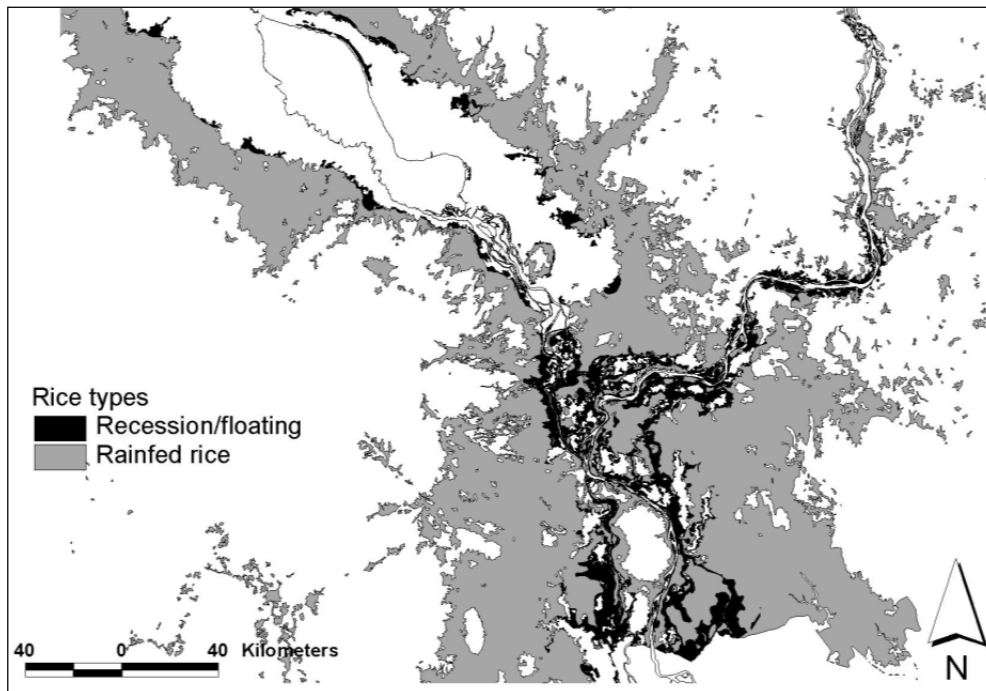 Rice types
Recession/floating
Rainfed rice
40 0 40 Kilometers
N